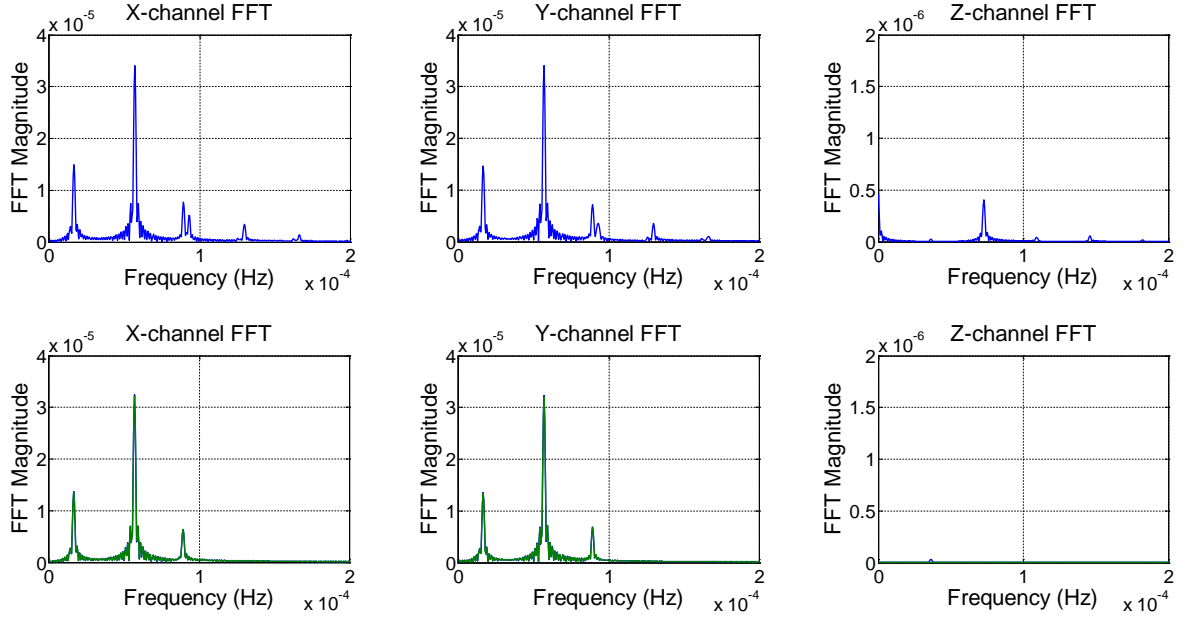 X-channel FFT
x 10-5
4
3
2
1
0
FFT Magnitude
0 1 2
Frequency (Hz)
x 10-4
Y-channel FFT
x 10-5
4
3
2
1
0
FFT Magnitude
0 1 2
Frequency (Hz)
x 10-4
Z-channel FFT
x 10-6
2
1.5
1
0.5
0
FFT Magnitude
0 1 2
Frequency (Hz)
x 10-4
X-channel FFT
x 10-5
4
3
2
1
0
FFT Magnitude
0 1 2
Frequency (Hz)
x 10-4
Y-channel FFT
x 10-5
4
3
2
1
0
FFT Magnitude
0 1 2
Frequency (Hz)
x 10-4
Z-channel FFT
x 10-6
2
1.5
1
0.5
0
FFT Magnitude
0 1 2
Frequency (Hz)
x 10-4